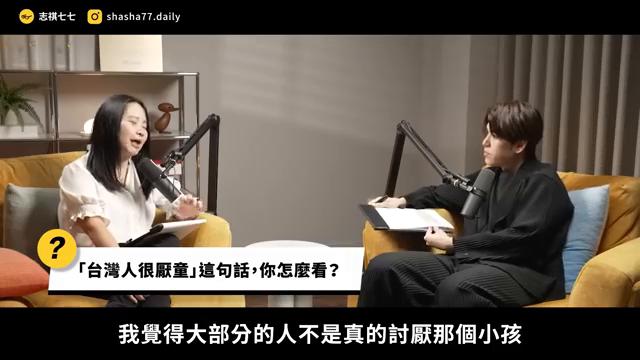 志祺七七
shasha77.daily
?
「台灣人很厭童」這句話，你怎麼看？
我覺得大部分的人不是真的討厭那個小孩